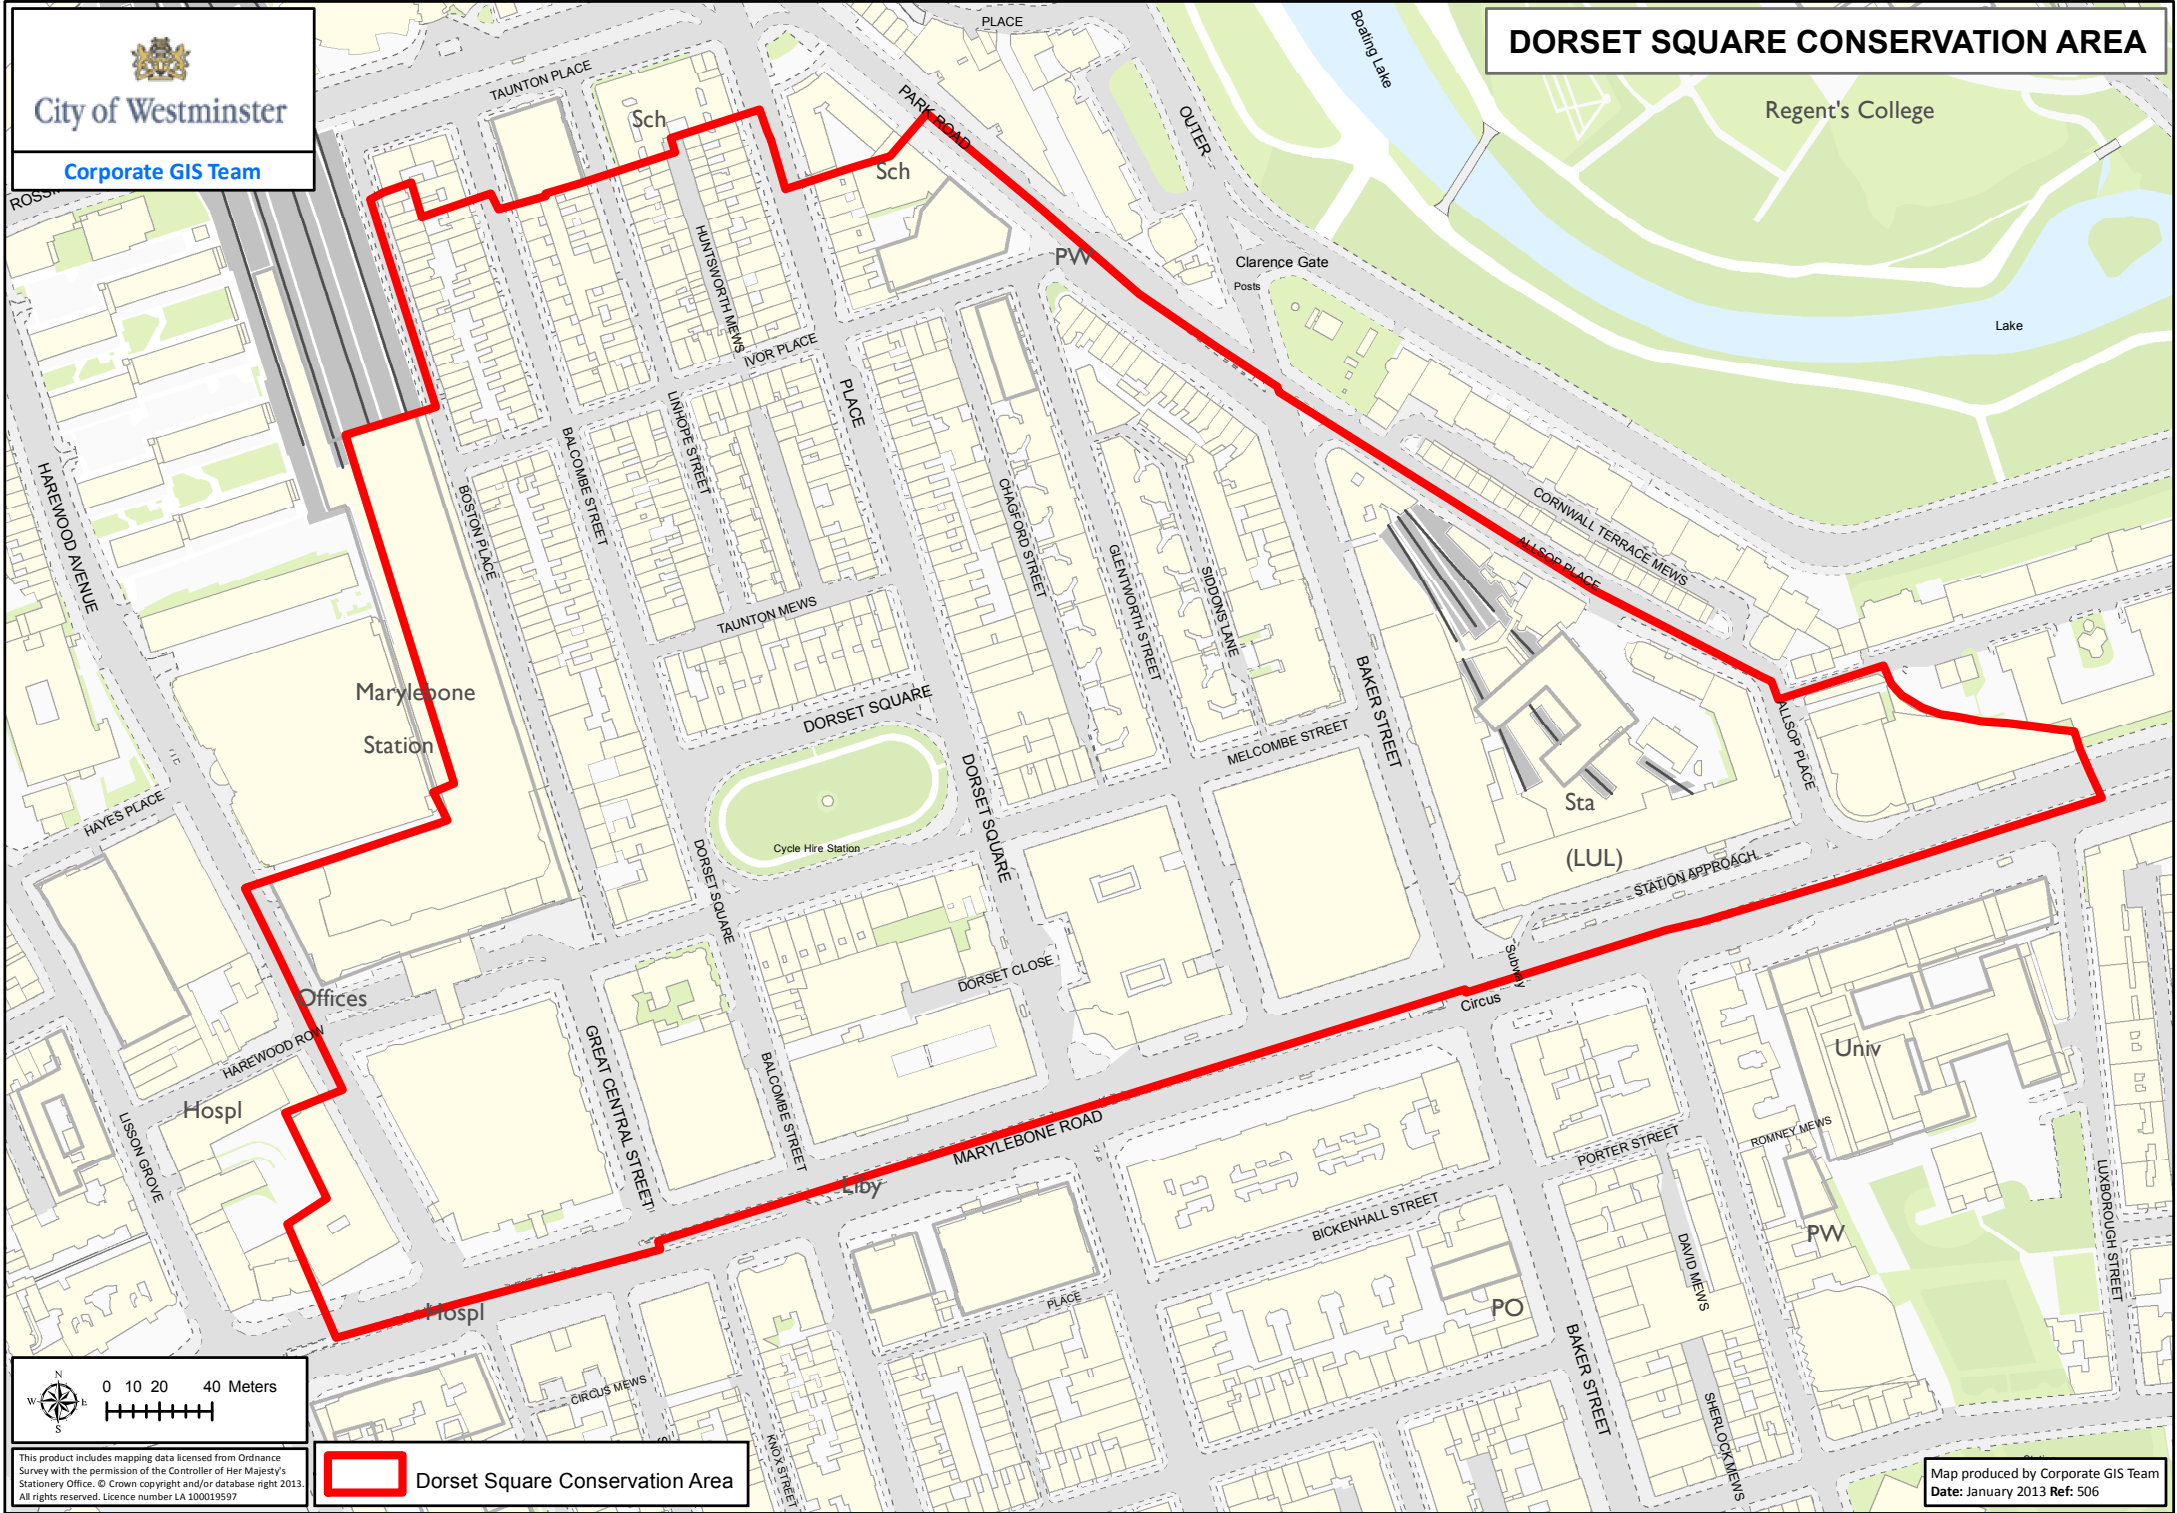 City of Westminster
Corporate GIS Team
DORSET SQUARE CONSERVATION AREA
PLACE
Boating Lake
Regent's College
TAUNTON PLACE
Sch
PARK ROAD
OUTER
Sch
HUNTSWORTH MEWS
PW
Clarence Gate
Posts
Lake
IVOR PLACE
PLACE
LINHOPE STREET
BALCOMBE STREET
BOSTON PLACE
HAREWOOD AVENUE
CHAGFORD STREET
GLENTWORTH STREET
SIDDONS LANE
CORNWALL TERRACE MEWS
ALLSOP PLACE
TAUNTON MEWS
Marylebone
Station
DORSET SQUARE
BAKER STREET
MELCOMBE STREET
ALLSOP PLACE
DORSET SQUARE
Sta
(LUL)
HAYES PLACE
Cycle Hire Station
DORSET SQUARE
STATION APPROACH
Subway
Circus
DORSET CLOSE
Offices
HAREWOOD ROW
GREAT CENTRAL STREET
BALCOMBE STREET
Hospl
LISSON GROVE
MARYLEBONE ROAD
Univ
ROMNEY MEWS
PORTER STREET
Liby
BICKENHALL STREET
LUXBOROUGH STREET
PW
DAVID MEWS
PLACE
PO
Hospl
BAKER STREET
CIRCUS MEWS
KNOX STREET
SHERLOCK MEWS
N
W
E
S
0 10 20 40 Meters
This product includes mapping data licensed from Ordnance
Survey with the permission of the Controller of Her Majesty's
Stationery Office. © Crown copyright and/or database right 2013.
All rights reserved. Licence number LA 100019597
Dorset Square Conservation Area
Map produced by Corporate GIS Team
Date: January 2013 Ref: 506